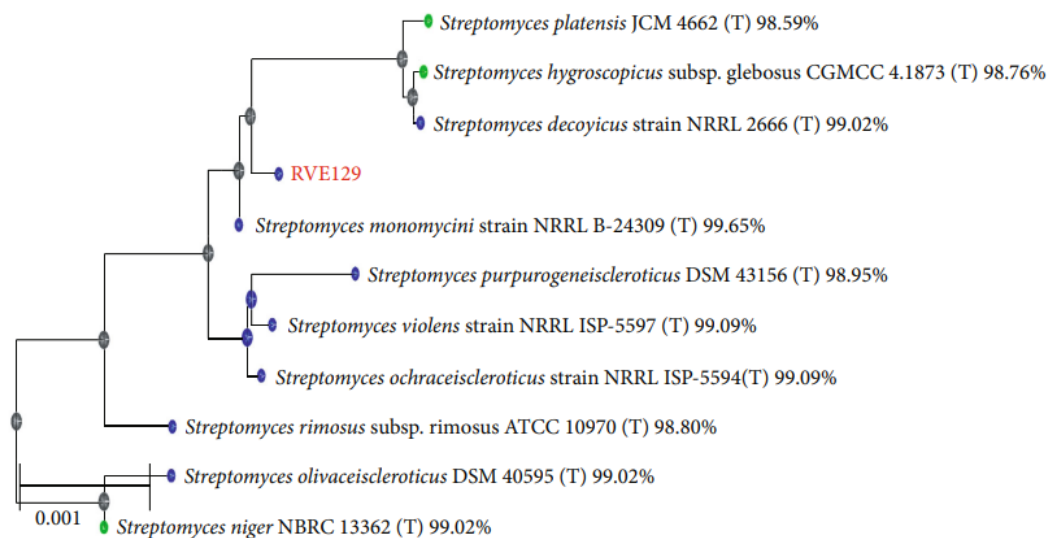 Streptomyces platensis JCM 4662 (T) 98.59%
Streptomyces hygroscopicus subsp. glebosus CGMCC 4.1873 (T) 98.76%
Streptomyces decoyicus strain NRRL 2666 (T) 99.02%
RVE129
Streptomyces monomycini strain NRRL B-24309 (T) 99.65%
Streptomyces purpurogeneiscleroticus DSM 43156 (T) 98.95%
Streptomyces violens strain NRRL ISP-5597 (T) 99.09%
Streptomyces ochraceiscleroticus strain NRRL ISP-5594(T) 99.09%
Streptomyces rimosus subsp. rimosus ATCC 10970 (T) 98.80%
Streptomyces olivaceiscleroticus DSM 40595 (T) 99.02%
0.001
Streptomyces niger NBRC 13362 (T) 99.02%